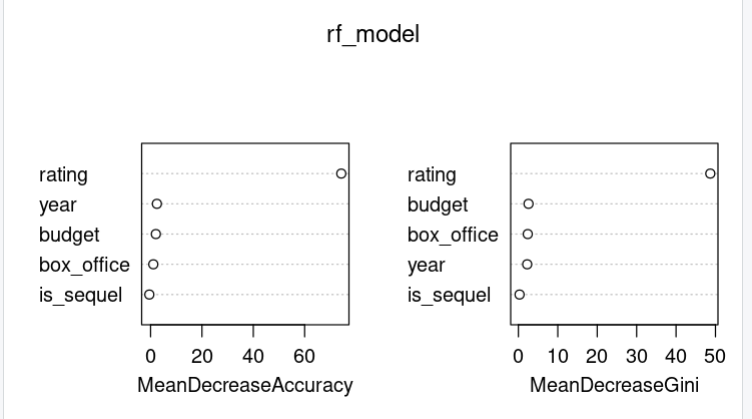 rf_model
rating
year
budget
box_office
is_sequel
0 20 40 60
MeanDecreaseAccuracy
rating
budget
box_office
year
is_sequel
0 10 20 30 40 50
MeanDecreaseGini